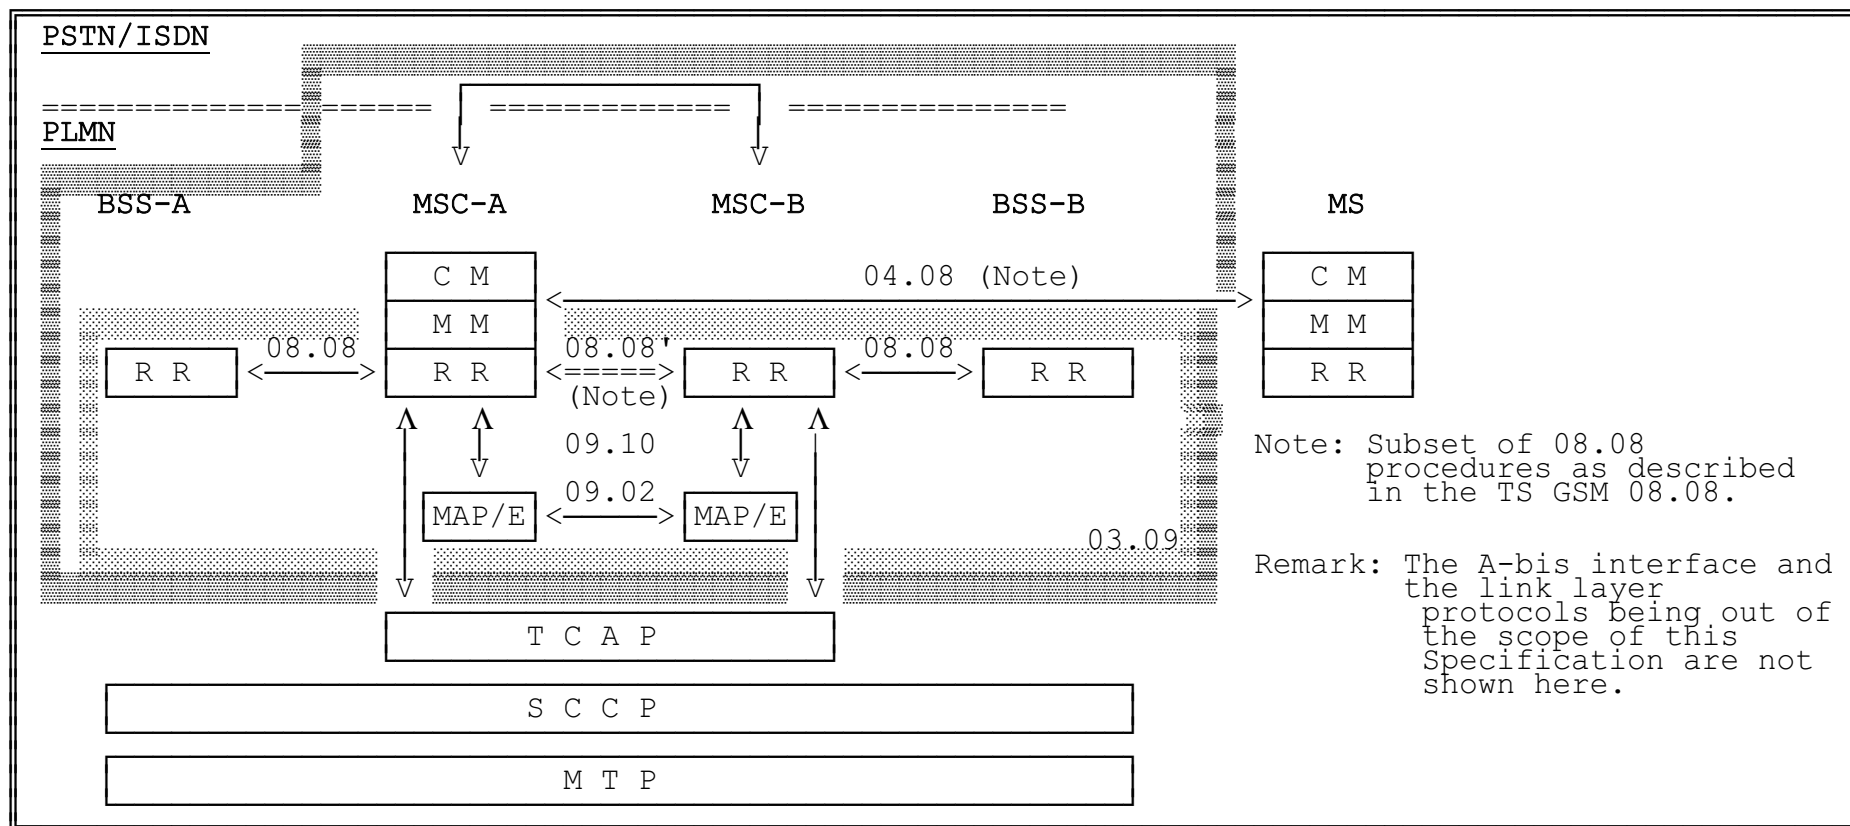 PSTN/ISDN
PLMN
BSS-A MSC-A MSC-B BSS-B MS
C M 04.08 (Note) C M
M M M M
08.08 08.08' 08.08
R R R R R R R R R R
(Note)
09.10
09.02
MAP/E MAP/E
03.09
Note: Subset of 08.08
procedures as described
in the TS GSM 08.08.
Remark: The A-bis interface and
the link layer
protocols being out of
the scope of this
Specification are not
shown here.
T C A P
S C C P
M T P